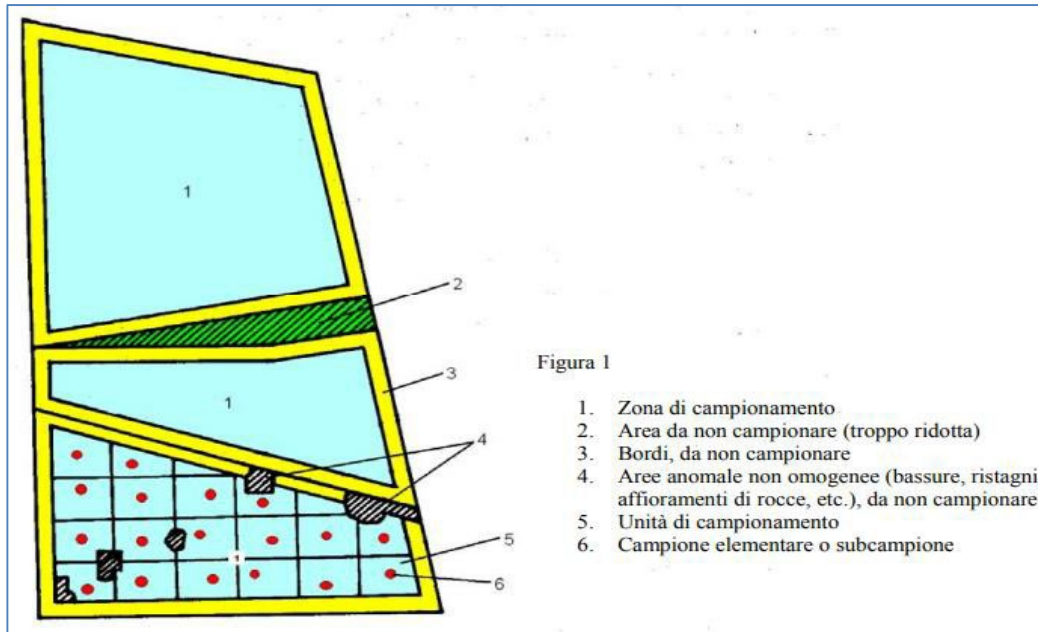 1
2
1
3
4
1
5
6
Figura 1
1. Zona di campionamento
2. Area da non campionare (troppo ridotta)
3. Bordi, da non campionare
4. Aree anomale non omogenee (bassure, ristagni
affioramenti di rocce, etc.), da non campionare
5. Unità di campionamento
6. Campione elementare o subcampione